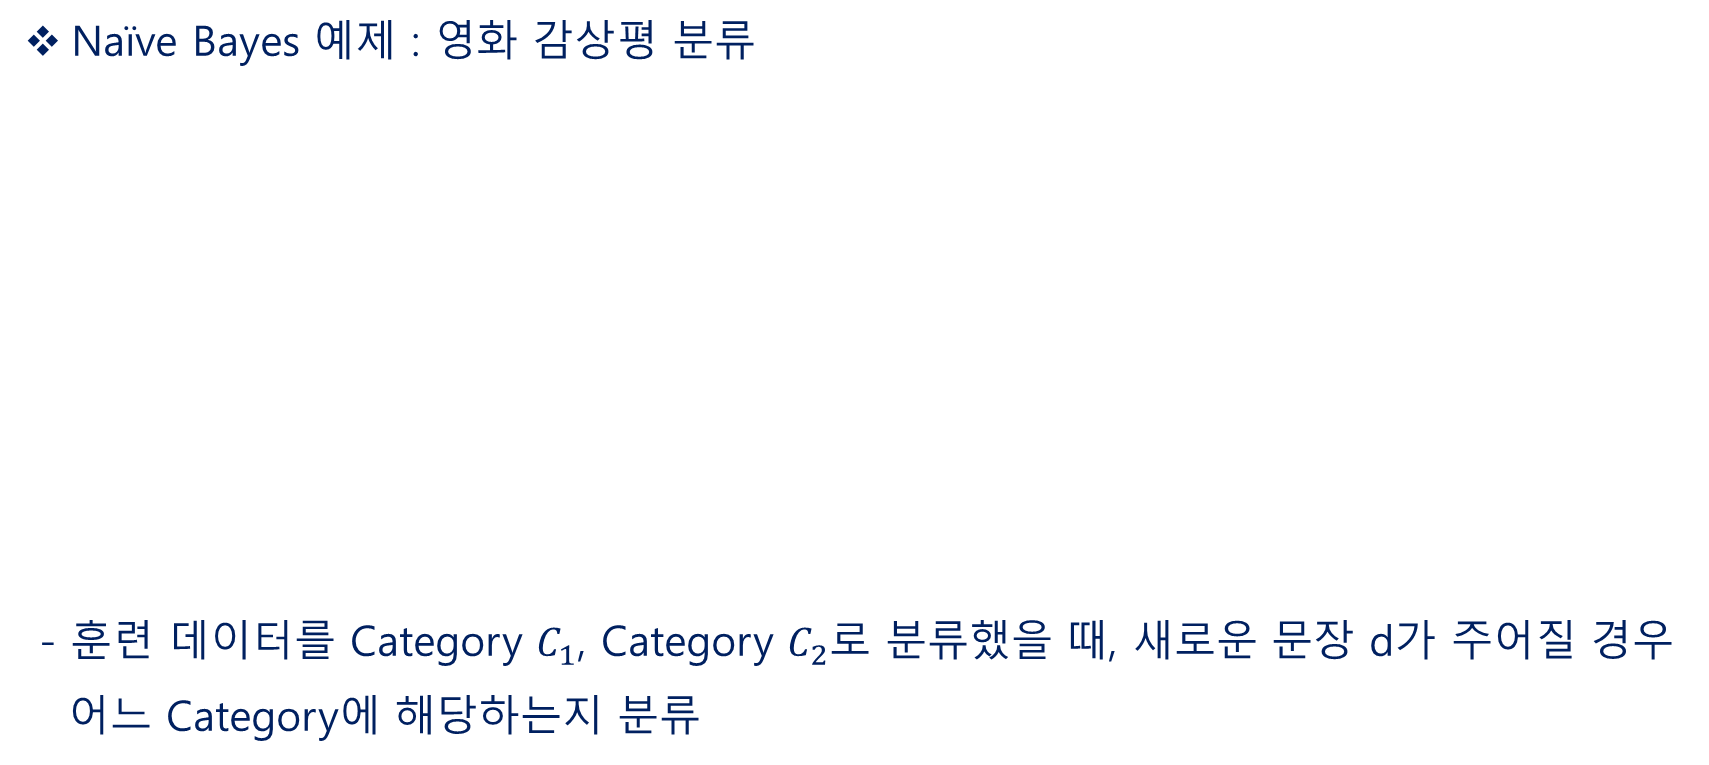 ❖ Naïve Bayes 예제 : 영화 감상평 분류
- 훈련 데이터를 Category 𝐶₁, Category 𝐶₂로 분류했을 때, 새로운 문장 d가 주어질 경우
어느 Category에 해당하는지 분류